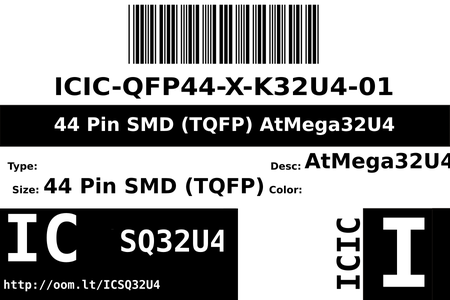 ICIC-QFP44-X-K32U4-01
44 Pin SMD (TQFP) AtMega32U4
Type:
Desc: AtMega32U4
Size: 44 Pin SMD (TQFP)
Color:
IC
SQ32U4
http://oom.lt/ICSQ32U4
ICIC
I